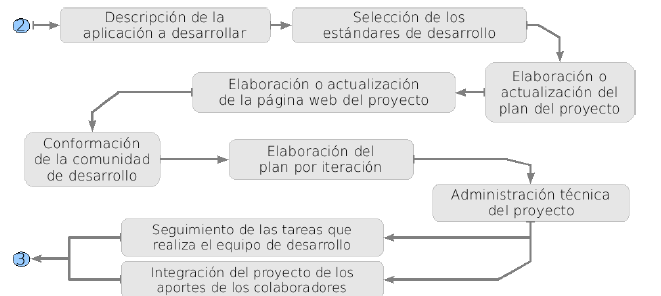 2
Descripción de la
aplicación a desarrollar
Selección de los
estándares de desarrollo
Elaboración o
actualización del
plan del proyecto
Elaboración o actualización
de la página web del proyecto
Conformación
de la comunidad
de desarrollo
Elaboración del
plan por iteración
Administración técnica
del proyecto
Seguimiento de las tareas que
realiza el equipo de desarrollo
Integración del proyecto de los
aportes de los colaboradores
3